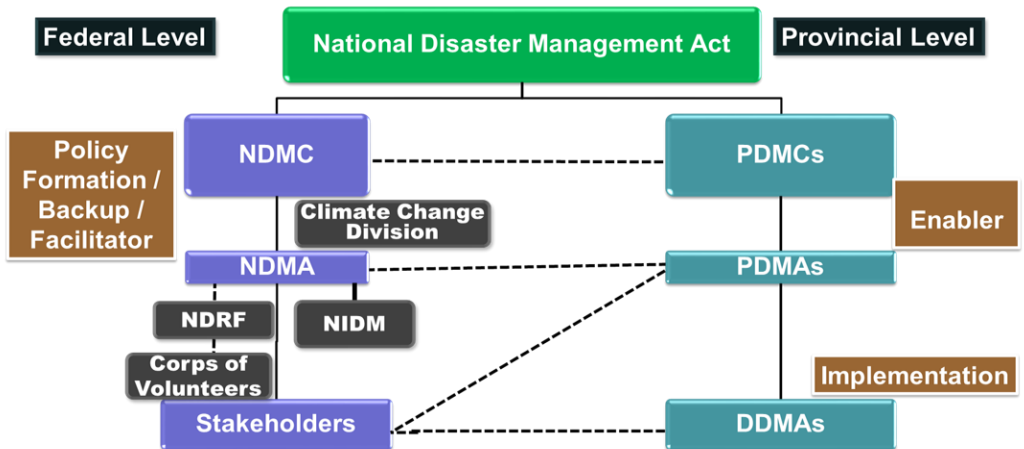 Federal Level
National Disaster Management Act
Provincial Level
NDMC
PDMCs
Policy
Formation /
Backup /
Facilitator
Climate Change
Division
Enabler
NDMA
PDMAs
NDRF
NIDM
Corps of
Volunteers
Implementation
Stakeholders
DDMAs